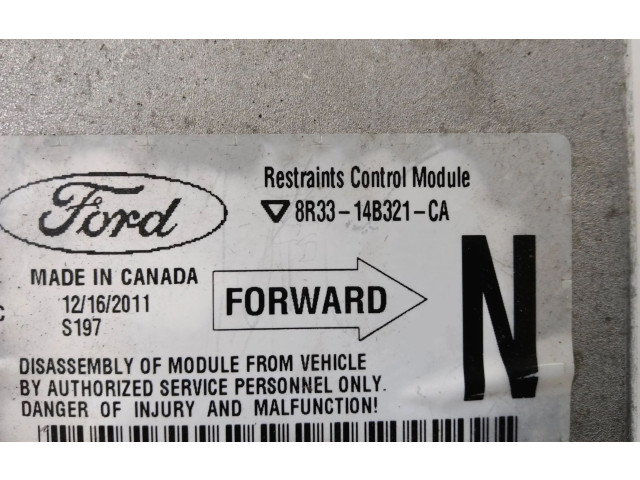 Ford
Restraints Control Module
8R33-14B321-CA
MADE IN CANADA
12/16/2011
S197
FORWARD
N
DISASSEMBLY OF MODULE FROM VEHICLE
BY AUTHORIZED SERVICE PERSONNEL ONLY.
DANGER OF INJURY AND MALFUNCTION!